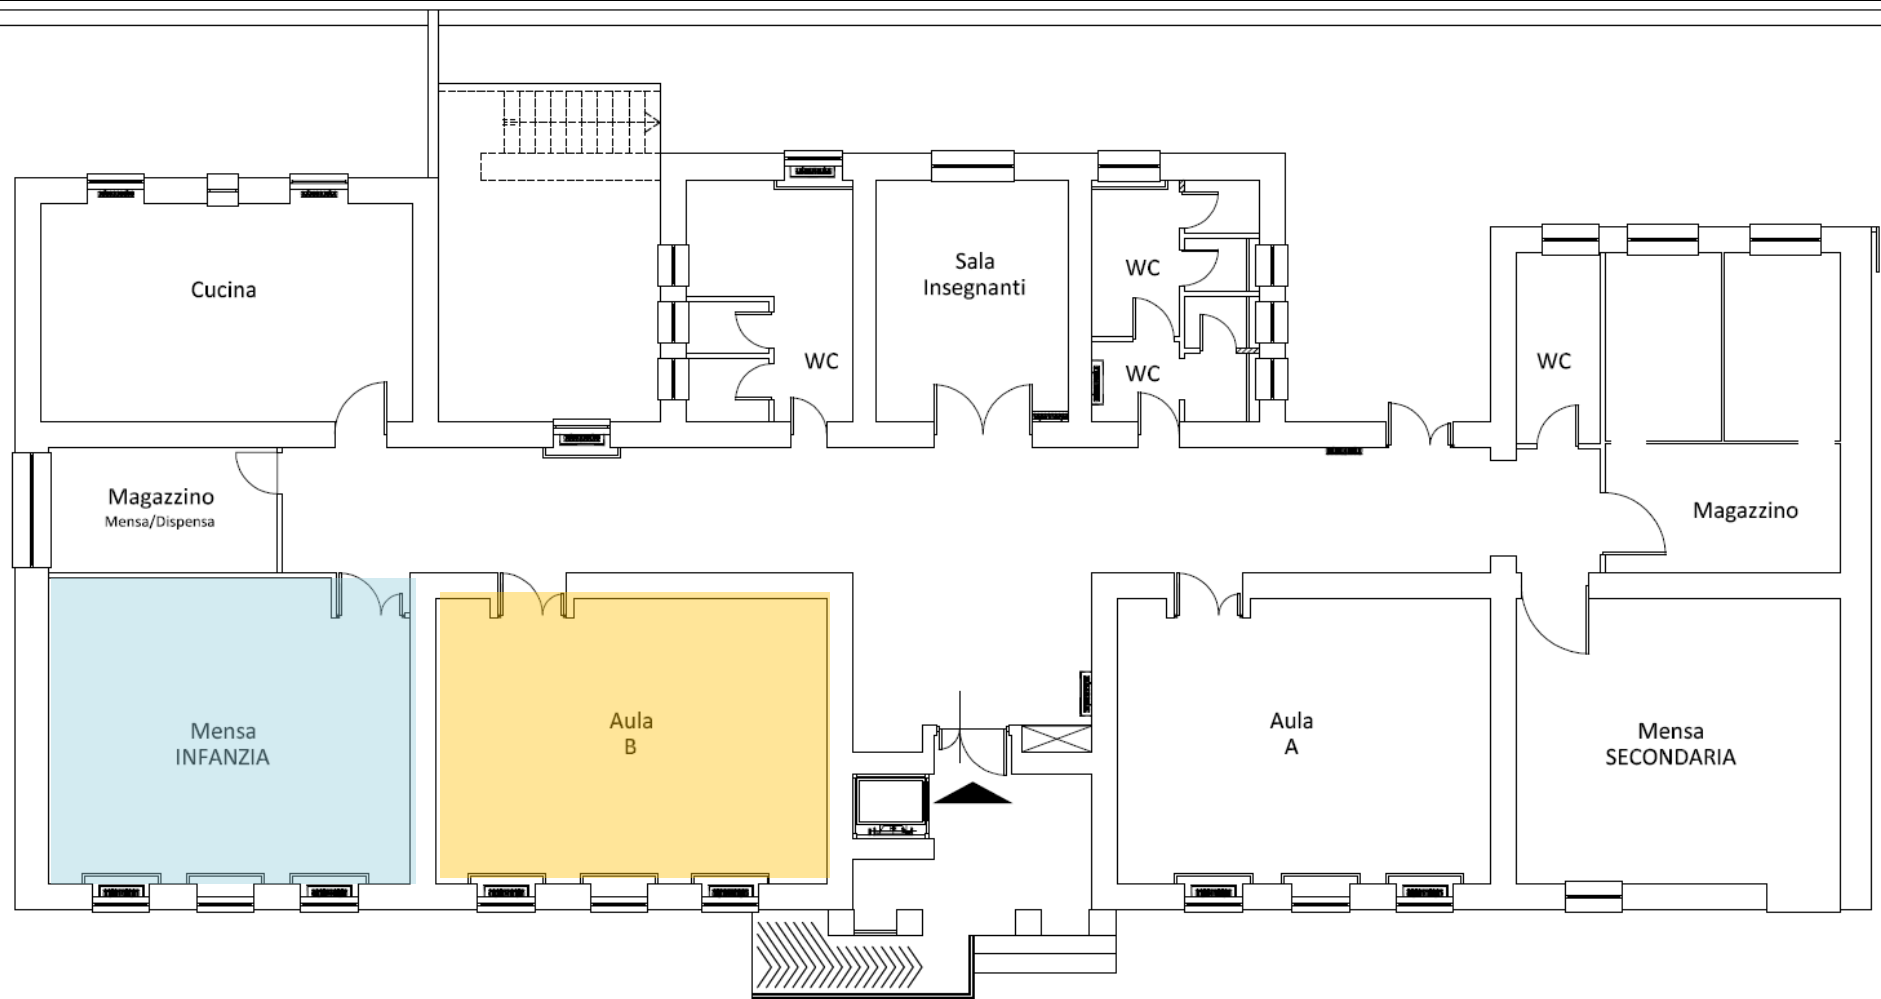 Cucina
WC
Sala
Insegnanti
WC
WC
WC
Magazzino
Mensa/Dispensa
Magazzino
Mensa
INFANZIA
Aula
B
Aula
A
Mensa
SECONDARIA